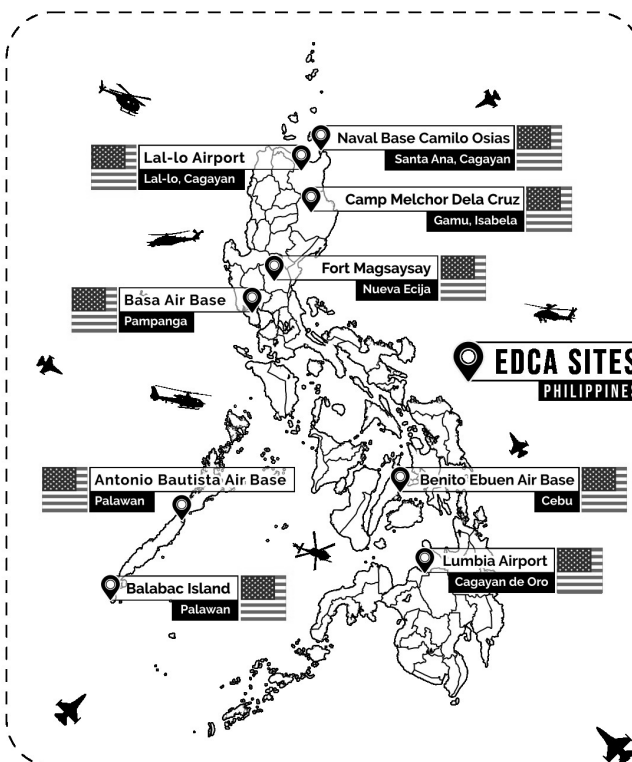 Naval Base Camilo Osias
Santa Ana, Cagayan
Lal-lo Airport
Lal-lo, Cagayan
Camp Melchor Dela Cruz
Gamu, Isabela
Fort Magsaysay
Nueva Ecija
Basa Air Base
Pampanga
EDCA SITES
PHILIPPINES
Antonio Bautista Air Base
Palawan
Benito Ebuen Air Base
Cebu
Lumbia Airport
Cagayan de Oro
Balabac Island
Palawan